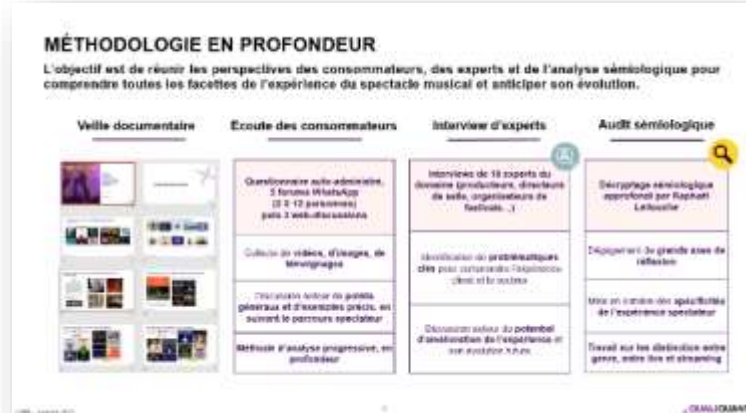 MÉTHODOLOGIE EN PROFONDEUR
L'objectif est de réunir les perspectives des consommateurs, des experts et de l'analyse sémiologique pour
comprendre toutes les facettes de l'expérience du spectacle musical et anticiper son évolution.
Veille documentaire
Ecoute des consommateurs
Questionnaire auto-administré,
3 forums WhatsApp
personnes)
puis 3 web-discussions
Collecte de vidéos, d'images, de
témoignages
Discussion autour de points
généraux et d'exemples précis, en
suivant le parcours spectateur
Méthode d'analyse progressive, en
profondeur
Interview d'experts
Interviews de 10 experts du
domaine (producteurs, directeurs
de salle, organisateurs de
festivals...)
Identification de problématiques
clés pour comprendre l'expérience
client et le secteur
Discussion autour du potentiel
d'amélioration de l'expérience et
son évolution future
Audit sémiologique
Décryptage sémiologique
approfondi par Raphaël
Lellouche
Dégagement de grands axes de
réflexion
Mise en lumière des spécificités
de l'expérience spectateur
Travail sur les distinction entre
genre, entre live et streaming